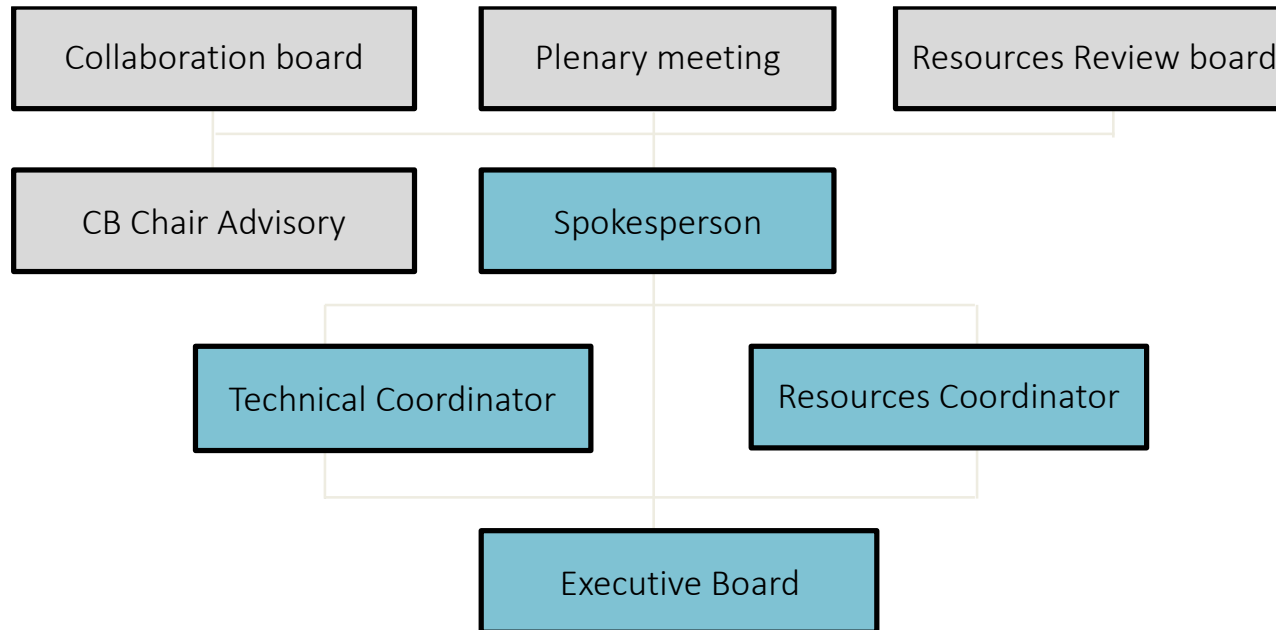 Collaboration board
Plenary meeting
Resources Review board
CB Chair Advisory
Spokesperson
Technical Coordinator
Resources Coordinator
Executive Board